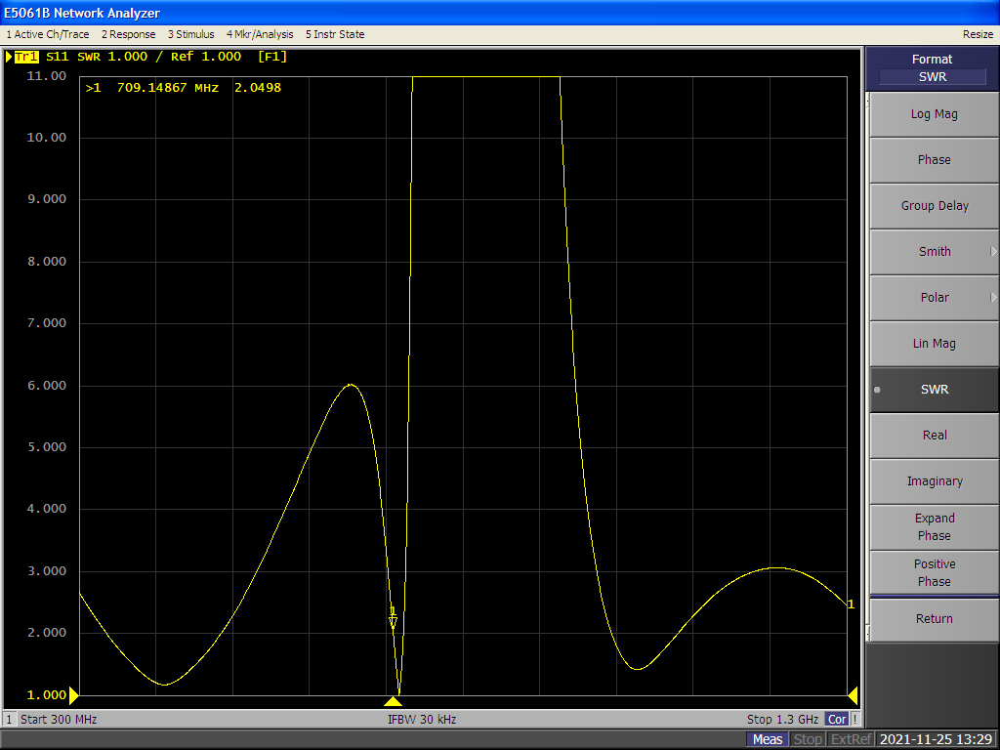 E5061B Network Analyzer
1 Active Ch/Trace 2 Response 3 Stimulus 4 Mkr/Analysis 5 Instr State Resize
Tr1 S11 SWR 1.000 / Ref 1.000 [F1]
>1 709.14867 MHz 2.0498
11.00
10.00
9.000
8.000
7.000
6.000
5.000
4.000
3.000
2.000
1.000
1
1
1 Start 300 MHz IFBW 30 kHz Stop 1.3 GHz Cor !
Format
SWR
Log Mag
Phase
Group Delay
Smith
Polar
Lin Mag
SWR
Real
Imaginary
Expand
Phase
Positive
Phase
Return
Meas Stop ExtRef 2021-11-25 13:29